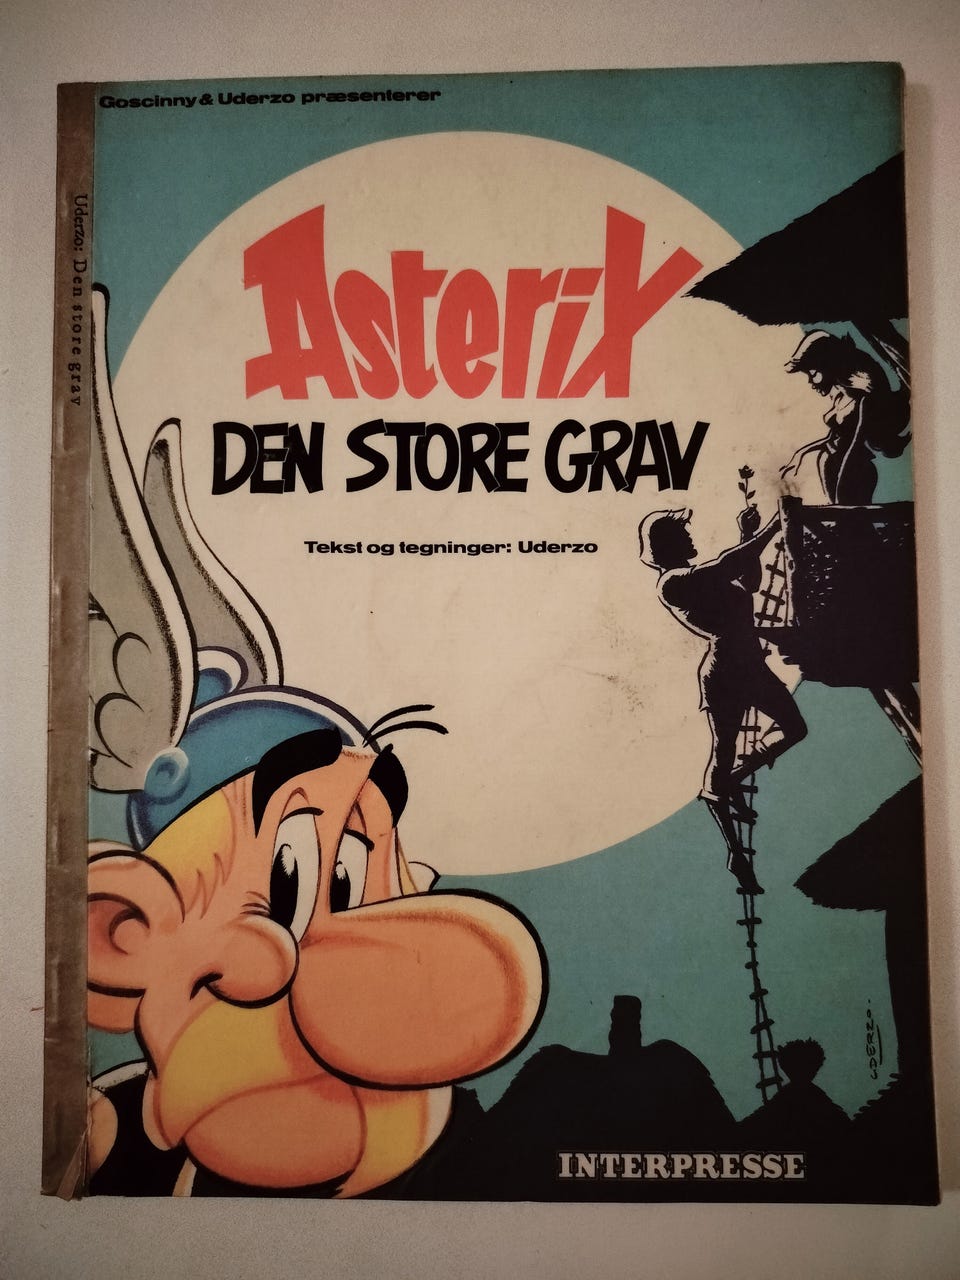 Goscinny & Uderzo præsenterer
Uderzo: Den store grav
Asterix
DEN STORE GRAV
Tekst og tegninger: Uderzo
UDERZO.
INTERPRESSE